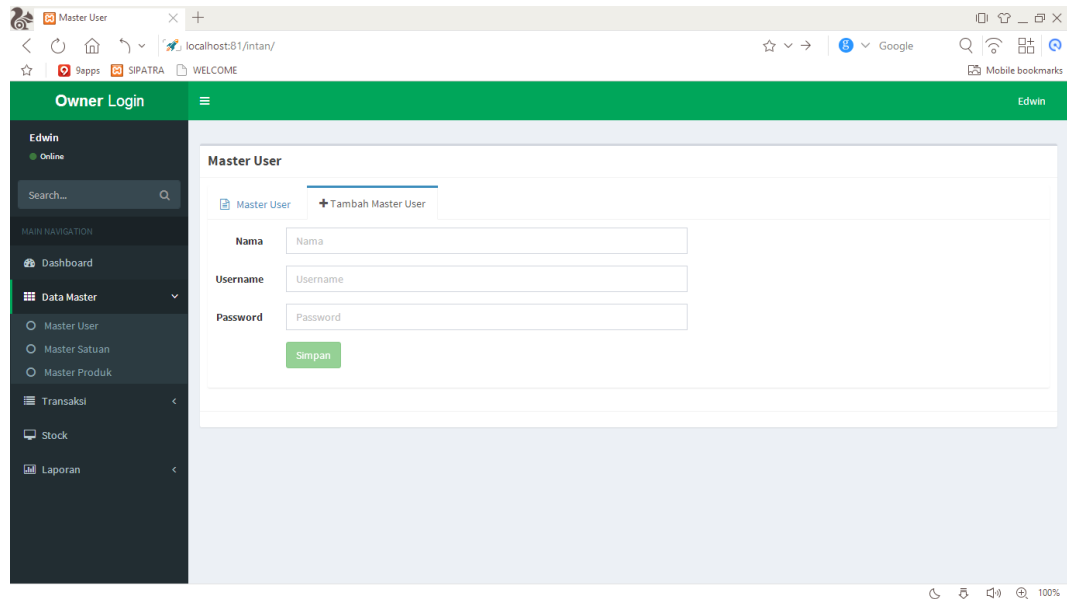 Master User
localhost:81/intan/
Google
9apps SIPATRA WELCOME
Mobile bookmarks
Owner Login
Edwin
Edwin
Online
Search...
MAIN NAVIGATION
Dashboard
Data Master
Master User
Master Satuan
Master Produk
Transaksi
Stock
Laporan
Master User
Master User
Tambah Master User
Nama Nama
Username Username
Password Password
Simpan
100%